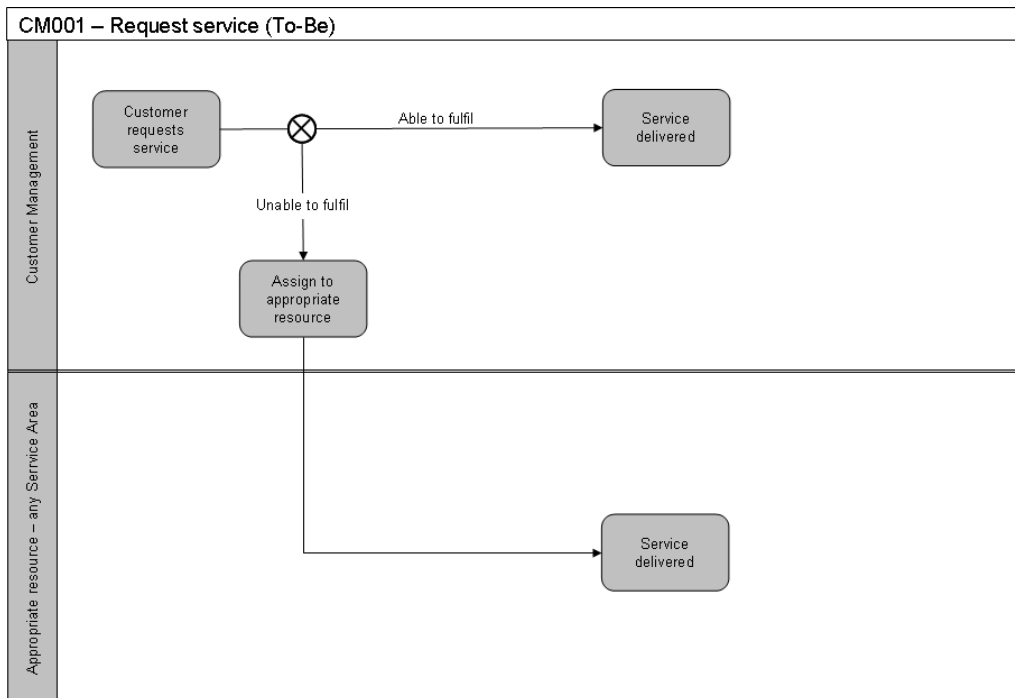 CM001 – Request service (To-Be)
Customer Management
Customer
requests
service
Able to fulfil
Service
delivered
Unable to fulfil
Assign to
appropriate
resource
Appropriate resource – any Serrvice Area
Service
delivered